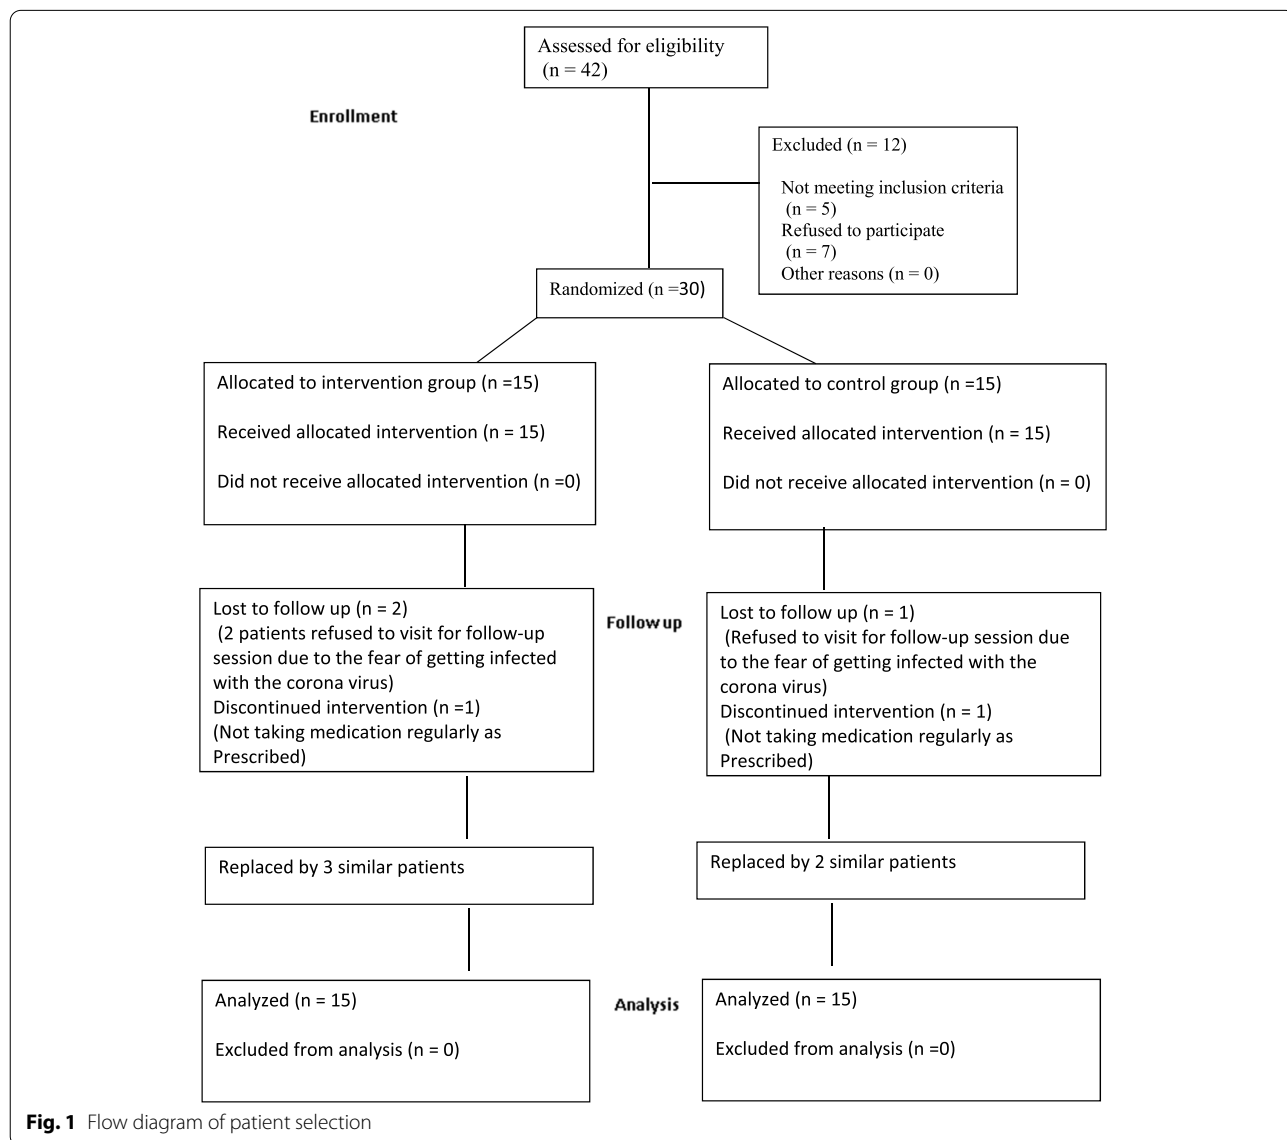 Assessed for eligibility
(n = 42)
Enrollment
Excluded (n = 12)
Not meeting inclusion criteria
(n = 5)
Refused to participate
(n = 7)
Other reasons (n = 0)
Randomized (n =30)
Allocated to intervention group (n =15)
Received allocated intervention (n = 15)
Did not receive allocated intervention (n =0)
Allocated to control group (n =15)
Received allocated intervention (n = 15)
Did not receive allocated intervention (n = 0)
Lost to follow up (n = 2)
(2 patients refused to visit for follow-up
session due to the fear of getting infected
with the corona virus)
Discontinued intervention (n =1)
(Not taking medication regularly as
Prescribed)
Follow up
Lost to follow up (n = 1)
(Refused to visit for follow-up session due
to the fear of getting infected with the
corona virus)
Discontinued intervention (n = 1)
(Not taking medication regularly as
Prescribed)
Replaced by 3 similar patients
Replaced by 2 similar patients
Analyzed (n = 15)
Excluded from analysis (n = 0)
Analysis
Analyzed (n = 15)
Excluded from analysis (n =0)
Fig. 1 Flow diagram of patient selection